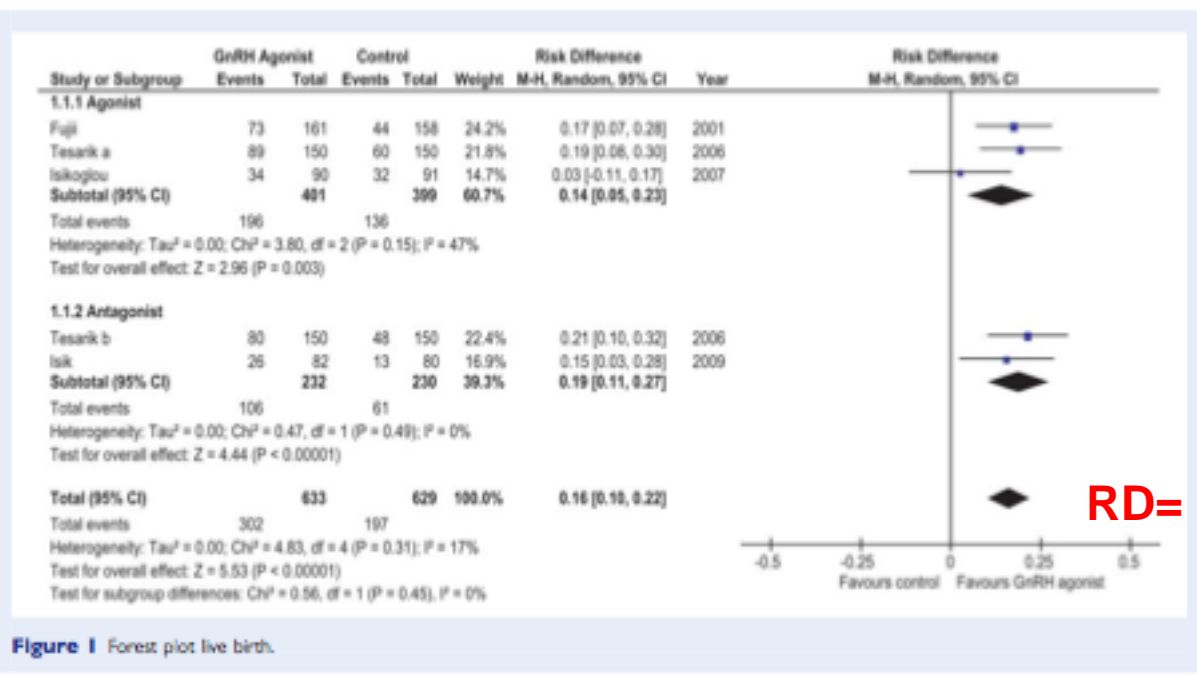 GnRH Agonist Control Risk Difference Risk Difference
Study or Subgroup Events Total Events Total Weight M-H, Random, 95% CI Year M-H, Random, 95% CI
1.1.1 Agonist
Fujii 73 161 44 158 24.2% 0.17 [0.07, 0.28] 2001
Tesarik a 89 150 60 150 21.8% 0.19 [0.08, 0.30] 2006
Isikoglou 34 90 32 91 14.7% 0.03 [-0.11, 0.17] 2007
Subtotal (95% CI) 401 399 60.7% 0.14 [0.05, 0.23]
Total events 196 136
Heterogeneity: Tau² = 0.00; Chi² = 3.80, df = 2 (P = 0.15); I² = 47%
Test for overall effect: Z = 2.96 (P = 0.003)
1.1.2 Antagonist
Tesarik b 80 150 48 150 22.4% 0.21 [0.10, 0.32] 2006
Isik 26 82 13 80 16.9% 0.15 [0.03, 0.28] 2009
Subtotal (95% CI) 232 230 39.3% 0.19 [0.11, 0.27]
Total events 106 61
Heterogeneity: Tau² = 0.00; Chi² = 0.47, df = 1 (P = 0.49); I² = 0%
Test for overall effect: Z = 4.44 (P < 0.00001)
Total (95% CI) 633 629 100.0% 0.16 [0.10, 0.22]
RD=
Total events 302 197
Heterogeneity: Tau² = 0.00; Chi² = 4.83, df = 4 (P = 0.31); I² = 17%
Test for overall effect: Z = 5.53 (P < 0.00001)
Test for subgroup differences: Chi² = 0.56, df = 1 (P = 0.45), I² = 0%
-0.5 -0.25 0 0.25 0.5
Favours control Favours GnRH agonist
Figure 1 Forest plot live birth.